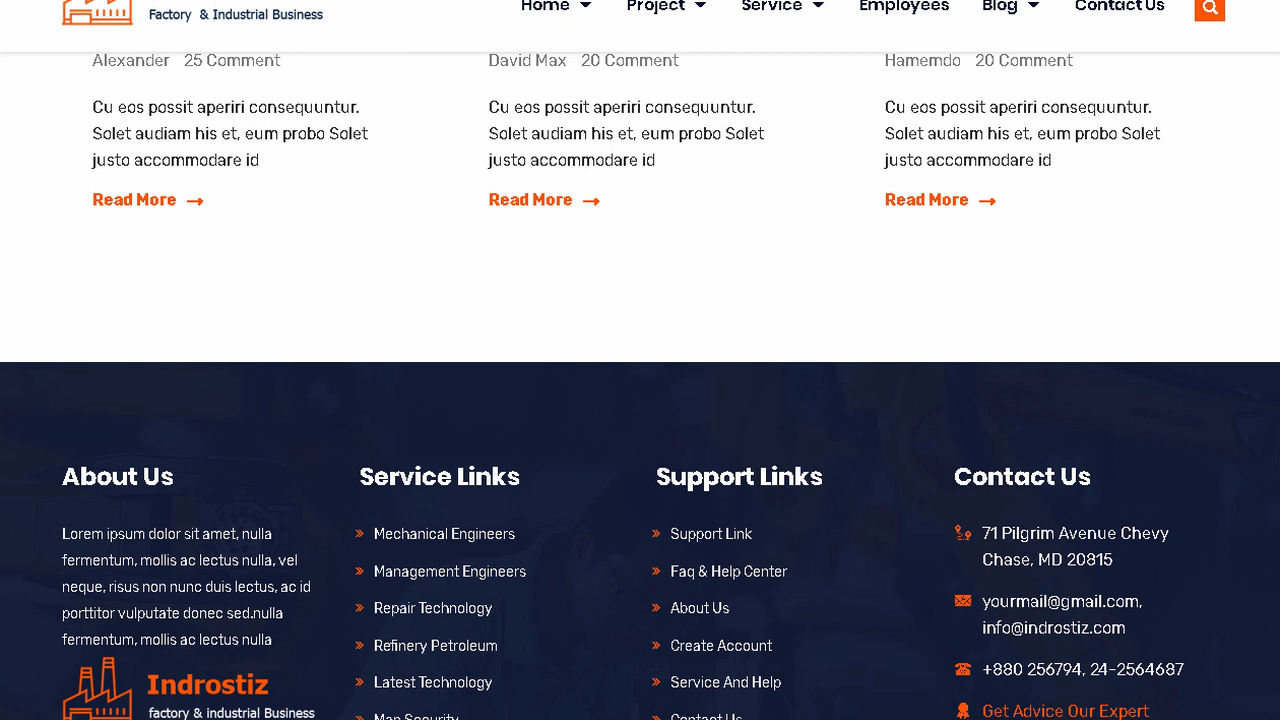 Factory & Industrial Business
Home Project Service Employees Blog Contact Us
Alexander 25 Comment
Cu eos possit aperiri consequuntur.
Solet audiam his et, eum probo Solet
justo accommodare id
Read More
David Max 20 Comment
Cu eos possit aperiri consequuntur.
Solet audiam his et, eum probo Solet
justo accommodare id
Read More
Hamemdo 20 Comment
Cu eos possit aperiri consequuntur.
Solet audiam his et, eum probo Solet
justo accommodare id
Read More
About Us
Lorem ipsum dolor sit amet, nulla
fermentum, mollis ac lectus nulla, vel
neque, risus non nunc duis lectus, ac id
porttitor vulputate donec sed.nulla
fermentum, mollis ac lectus nulla
Indrostiz
factory & industrial Business
Service Links
Mechanical Engineers
Management Engineers
Repair Technology
Refinery Petroleum
Latest Technology
Map Security
Support Links
Support Link
Faq & Help Center
About Us
Create Account
Service And Help
Contact Us
Contact Us
71 Pilgrim Avenue Chevy
Chase, MD 20815
yourmail@gmail.com,
info@indrostiz.com
+880 256794, 24-2564687
Get Advice Our Expert